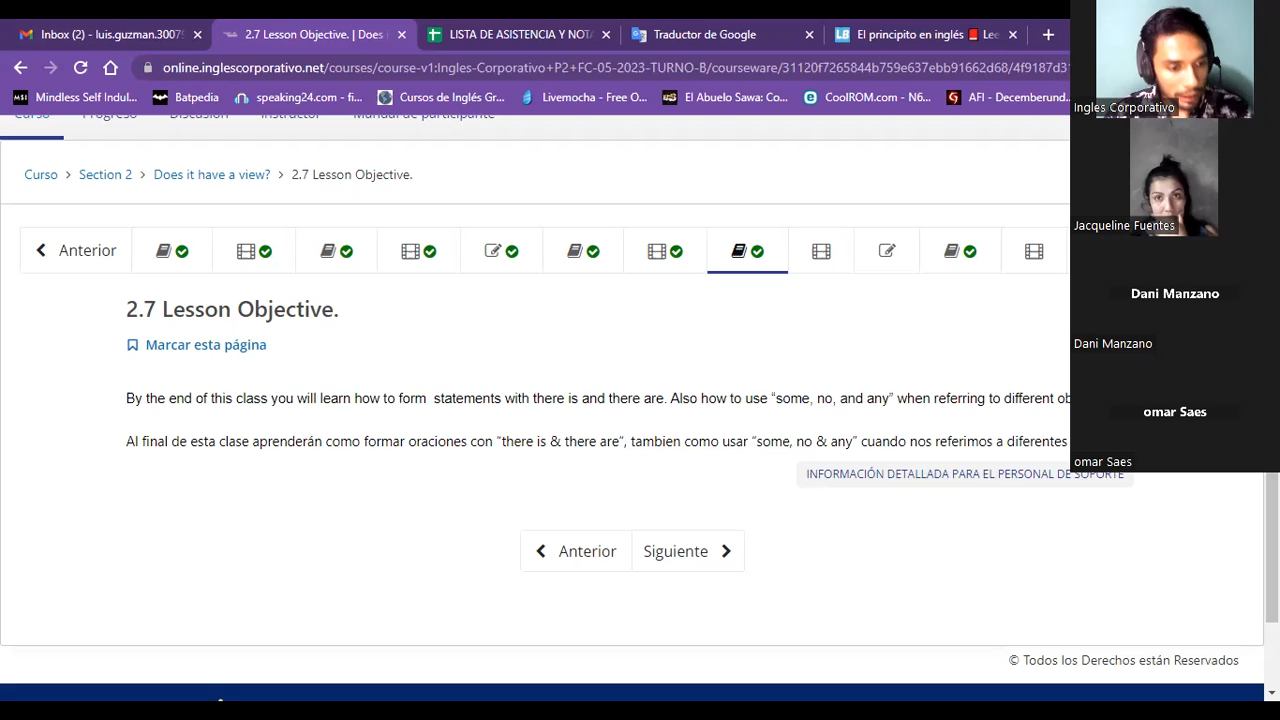 Inbox (2) - luis.guzman.30079
2.7 Lesson Objective. | Does i
LISTA DE ASISTENCIA Y NOTA
Traductor de Google
LB El principito en inglés Lee
online.inglescorporativo.net/courses/course-v1:Ingles-Corporativo+P2+FC-05-2023-TURNO-B/courseware/31120f7265844b759e637ebb91662d68/4f9187d3
MSI Mindless Self Indul...
Batpedia
speaking24.com - fi...
Cursos de Inglés Gr...
Livemocha - Free O...
El Abuelo Sawa: Co...
CoolROM.com - N6...
AFI - Decemberund
Curso Progreso Discusión Instructor Manual de participante
Curso > Section 2 > Does it have a view? > 2.7 Lesson Objective.
Anterior
2.7 Lesson Objective.
Marcar esta página
By the end of this class you will learn how to form statements with there is and there are. Also how to use “some, no, and any” when referring to different ob
Al final de esta clase aprenderán como formar oraciones con “there is & there are“, tambien como usar “some, no & any” cuando nos referimos a diferentes
INFORMACIÓN DETALLADA PARA EL PERSONAL DE SOPORTE
Anterior Siguiente
© Todos los Derechos están Reservados
Ingles Corporativo
Jacqueline Fuentes
Dani Manzano
Dani Manzano
omar Saes
omar Saes